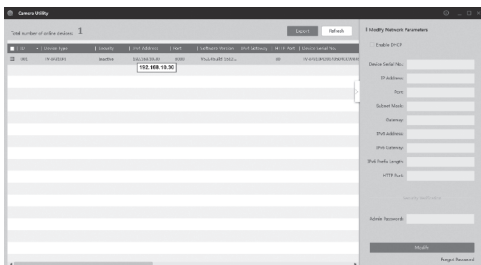 Camera Utility
Total number of online devices: 1
Export Refresh
ID Device Type Security IPv4 Address Port Software Version IPv4 Gateway HTTP Port Device Serial No.
001 Inactive 8000 80
192.168.19.30
Modify Network Parameters
Enable DHCP
Device Serial No.:
IP Address:
Port:
Subnet Mask:
Gateway:
IPv6 Address:
IPv6 Gateway:
IPv6 Prefix Length:
HTTP Port:
Admin Password:
Modify
Forgot Password